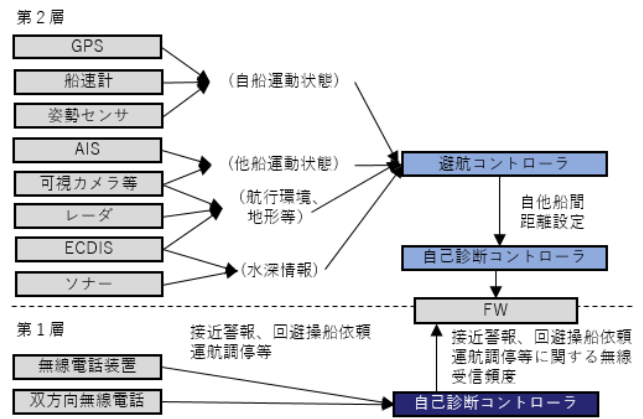 第２層
GPS
船速計
姿勢センサ
AIS
可視カメラ等
レーダ
ECDIS
ソナー
(自船運動状態)
(他船運動状態)
(航行環境、
地形等)
(水深情報)
避航コントローラ
自他船間
距離設定
自己診断コントローラ
FW
第１層
接近警報、回避操船依頼
運航調停等
接近警報、回避操船依頼
運航調停等に関する無線
受信頻度
無線電話装置
双方向無線電話
自己診断コントローラ